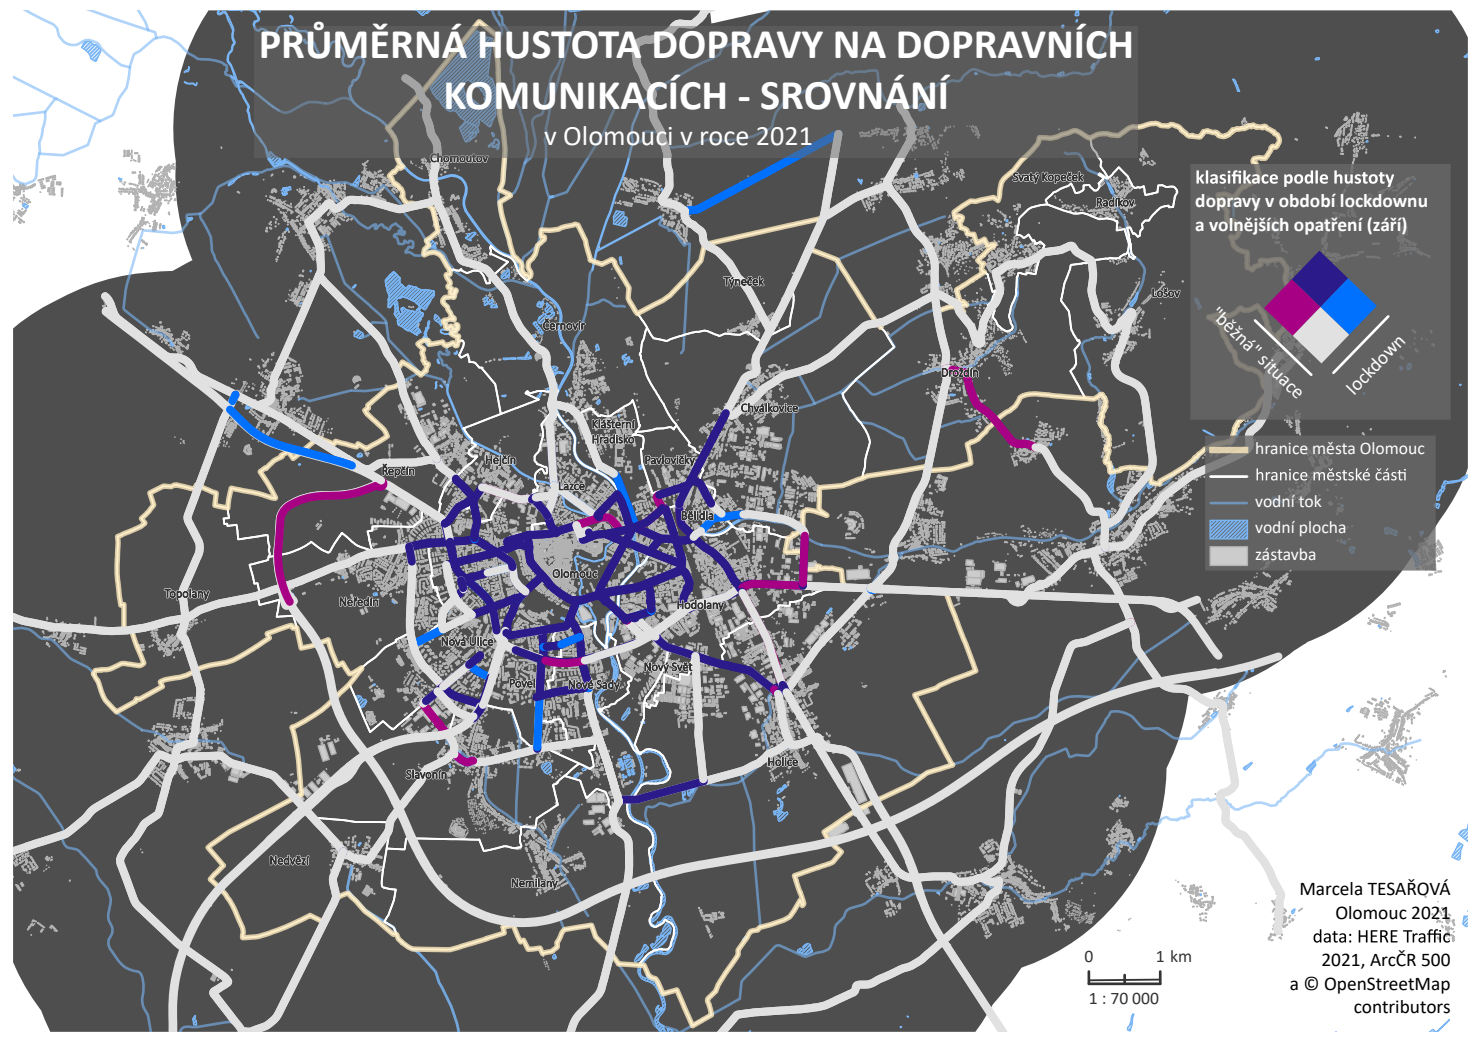 PRŮMĚRNÁ HUSTOTA DOPRAVY NA DOPRAVNÍCH
KOMUNIKACÍCH - SROVNÁNÍ
v Olomouci v roce 2021
Chomoutov
Svatý Kopeček
Radíkov
klasifikace podle hustoty
dopravy v období lockdownu
a volnějších opatření (září)
"běžná" situace
lockdown
Týneček
Lošov
Černovír
Droždín
Chválkovice
Klášterní
Hradisko
hranice města Olomouc
hranice městské části
vodní tok
vodní plocha
zástavba
Řepčín
Hejčín
Pavlovičky
Lazce
Bělidla
Olomouc
Topolany
Neředín
Hodolany
Nová Ulice
Nový Svět
Povel
Nové Sady
Slavonín
Holice
Nedvězí
Nemilany
Marcela TESAŘOVÁ
Olomouc 2021
data: HERE Traffic
2021, ArcČR 500
a © OpenStreetMap
contributors
0 1 km
1 : 70 000